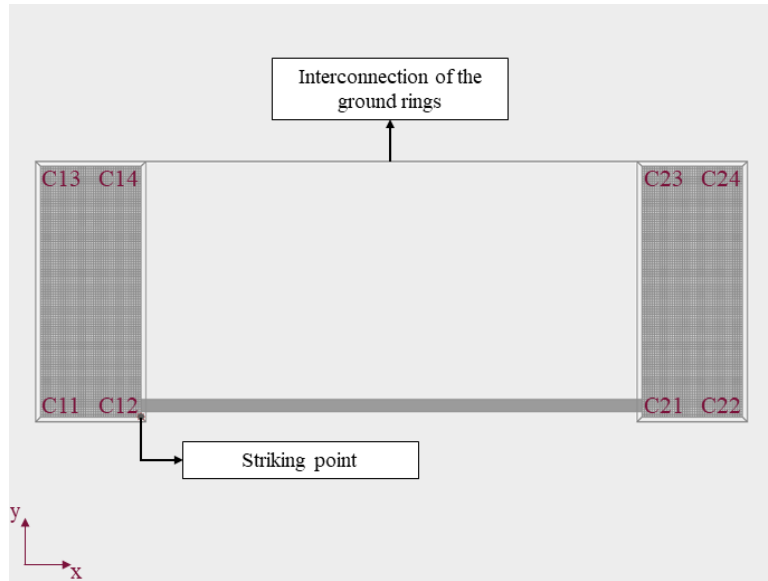 Interconnection of the
ground rings
C13 C14
C23 C24
C11 C12
C21 C22
Striking point
y
x